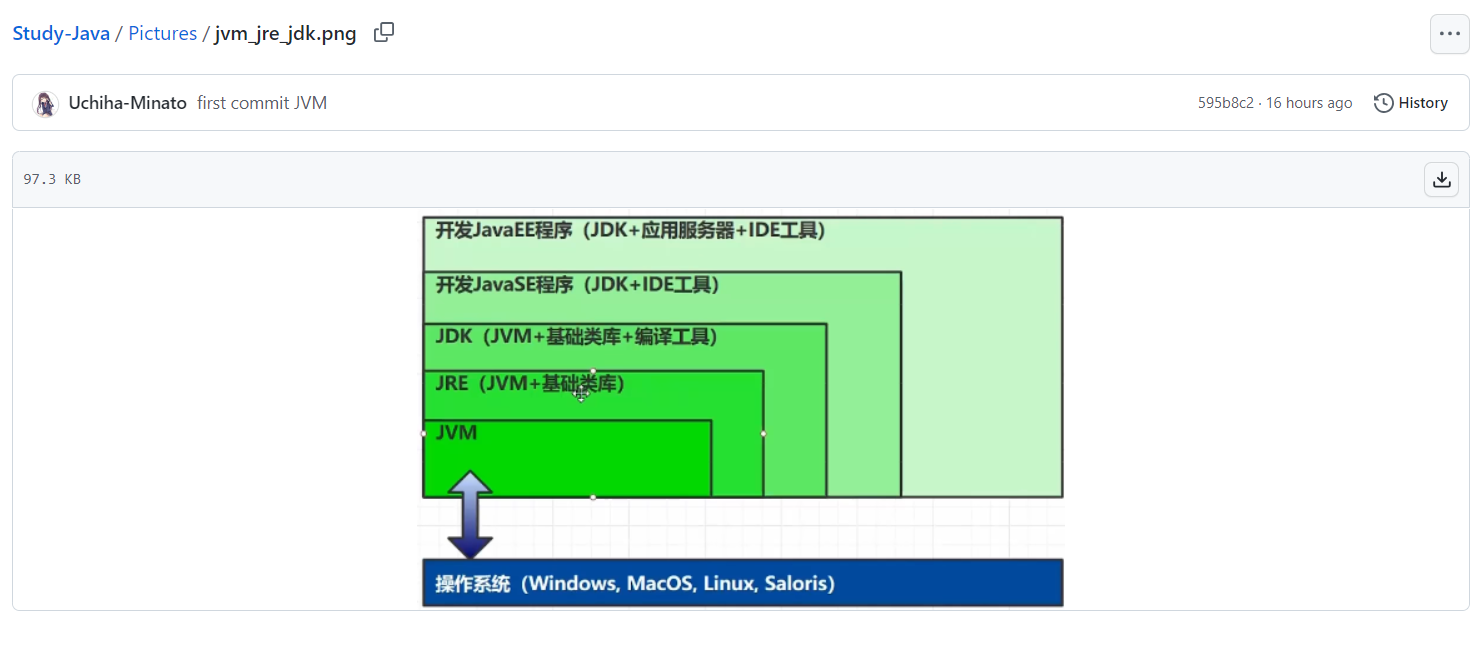 Study-Java / Pictures / jvm_jre_jdk.png
Uchiha-Minato first commit JVM 595b8c2 · 16 hours ago History
97.3 KB
开发JavaEE程序（JDK+应用服务器+IDE工具）
开发JavaSE程序（JDK+IDE工具）
JDK（JVM+基础类库+编译工具）
JRE（JVM+基础类库）
JVM
操作系统（Windows, MacOS, Linux, Saloris）